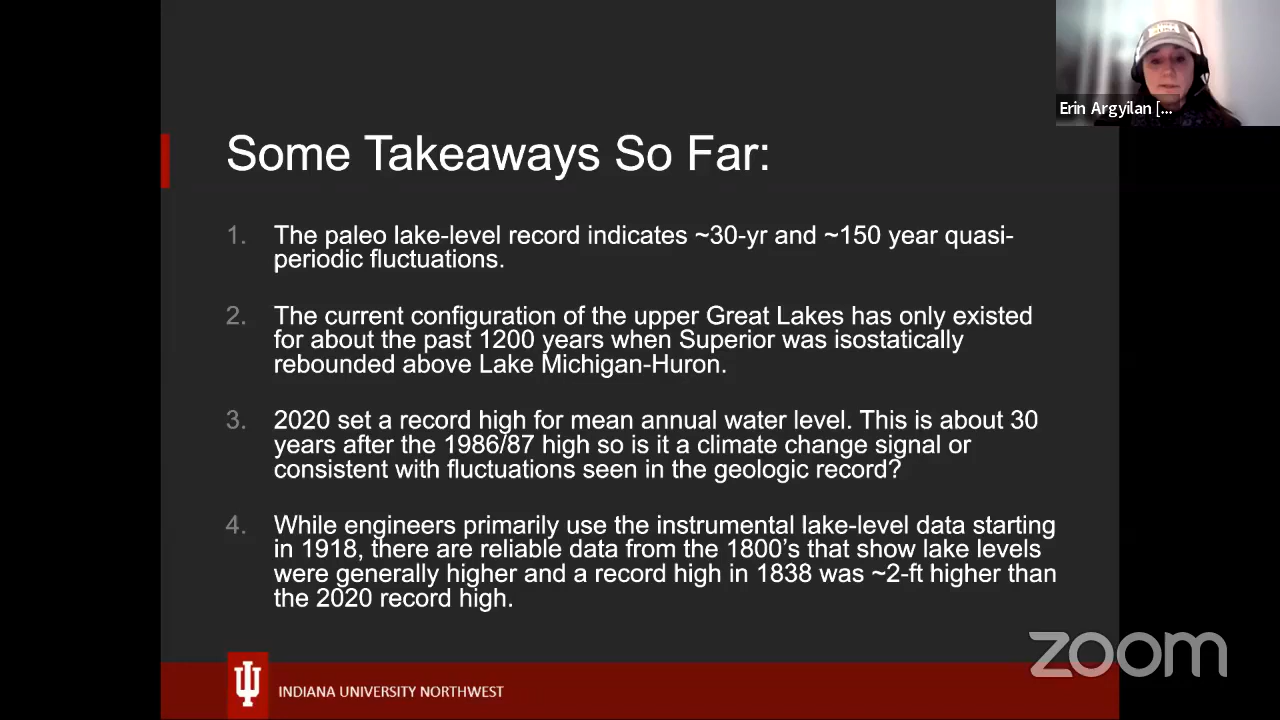 Erin Argyilan [...
Some Takeaways So Far:
1. The paleo lake-level record indicates ~30-yr and ~150 year quasi-
periodic fluctuations.
2. The current configuration of the upper Great Lakes has only existed
for about the past 1200 years when Superior was isostatically
rebounded above Lake Michigan-Huron.
3. 2020 set a record high for mean annual water level. This is about 30
years after the 1986/87 high so is it a climate change signal or
consistent with fluctuations seen in the geologic record?
4. While engineers primarily use the instrumental lake-level data starting
in 1918, there are reliable data from the 1800’s that show lake levels
were generally higher and a record high in 1838 was ~2-ft higher than
the 2020 record high.
zoom
INDIANA UNIVERSITY NORTHWEST